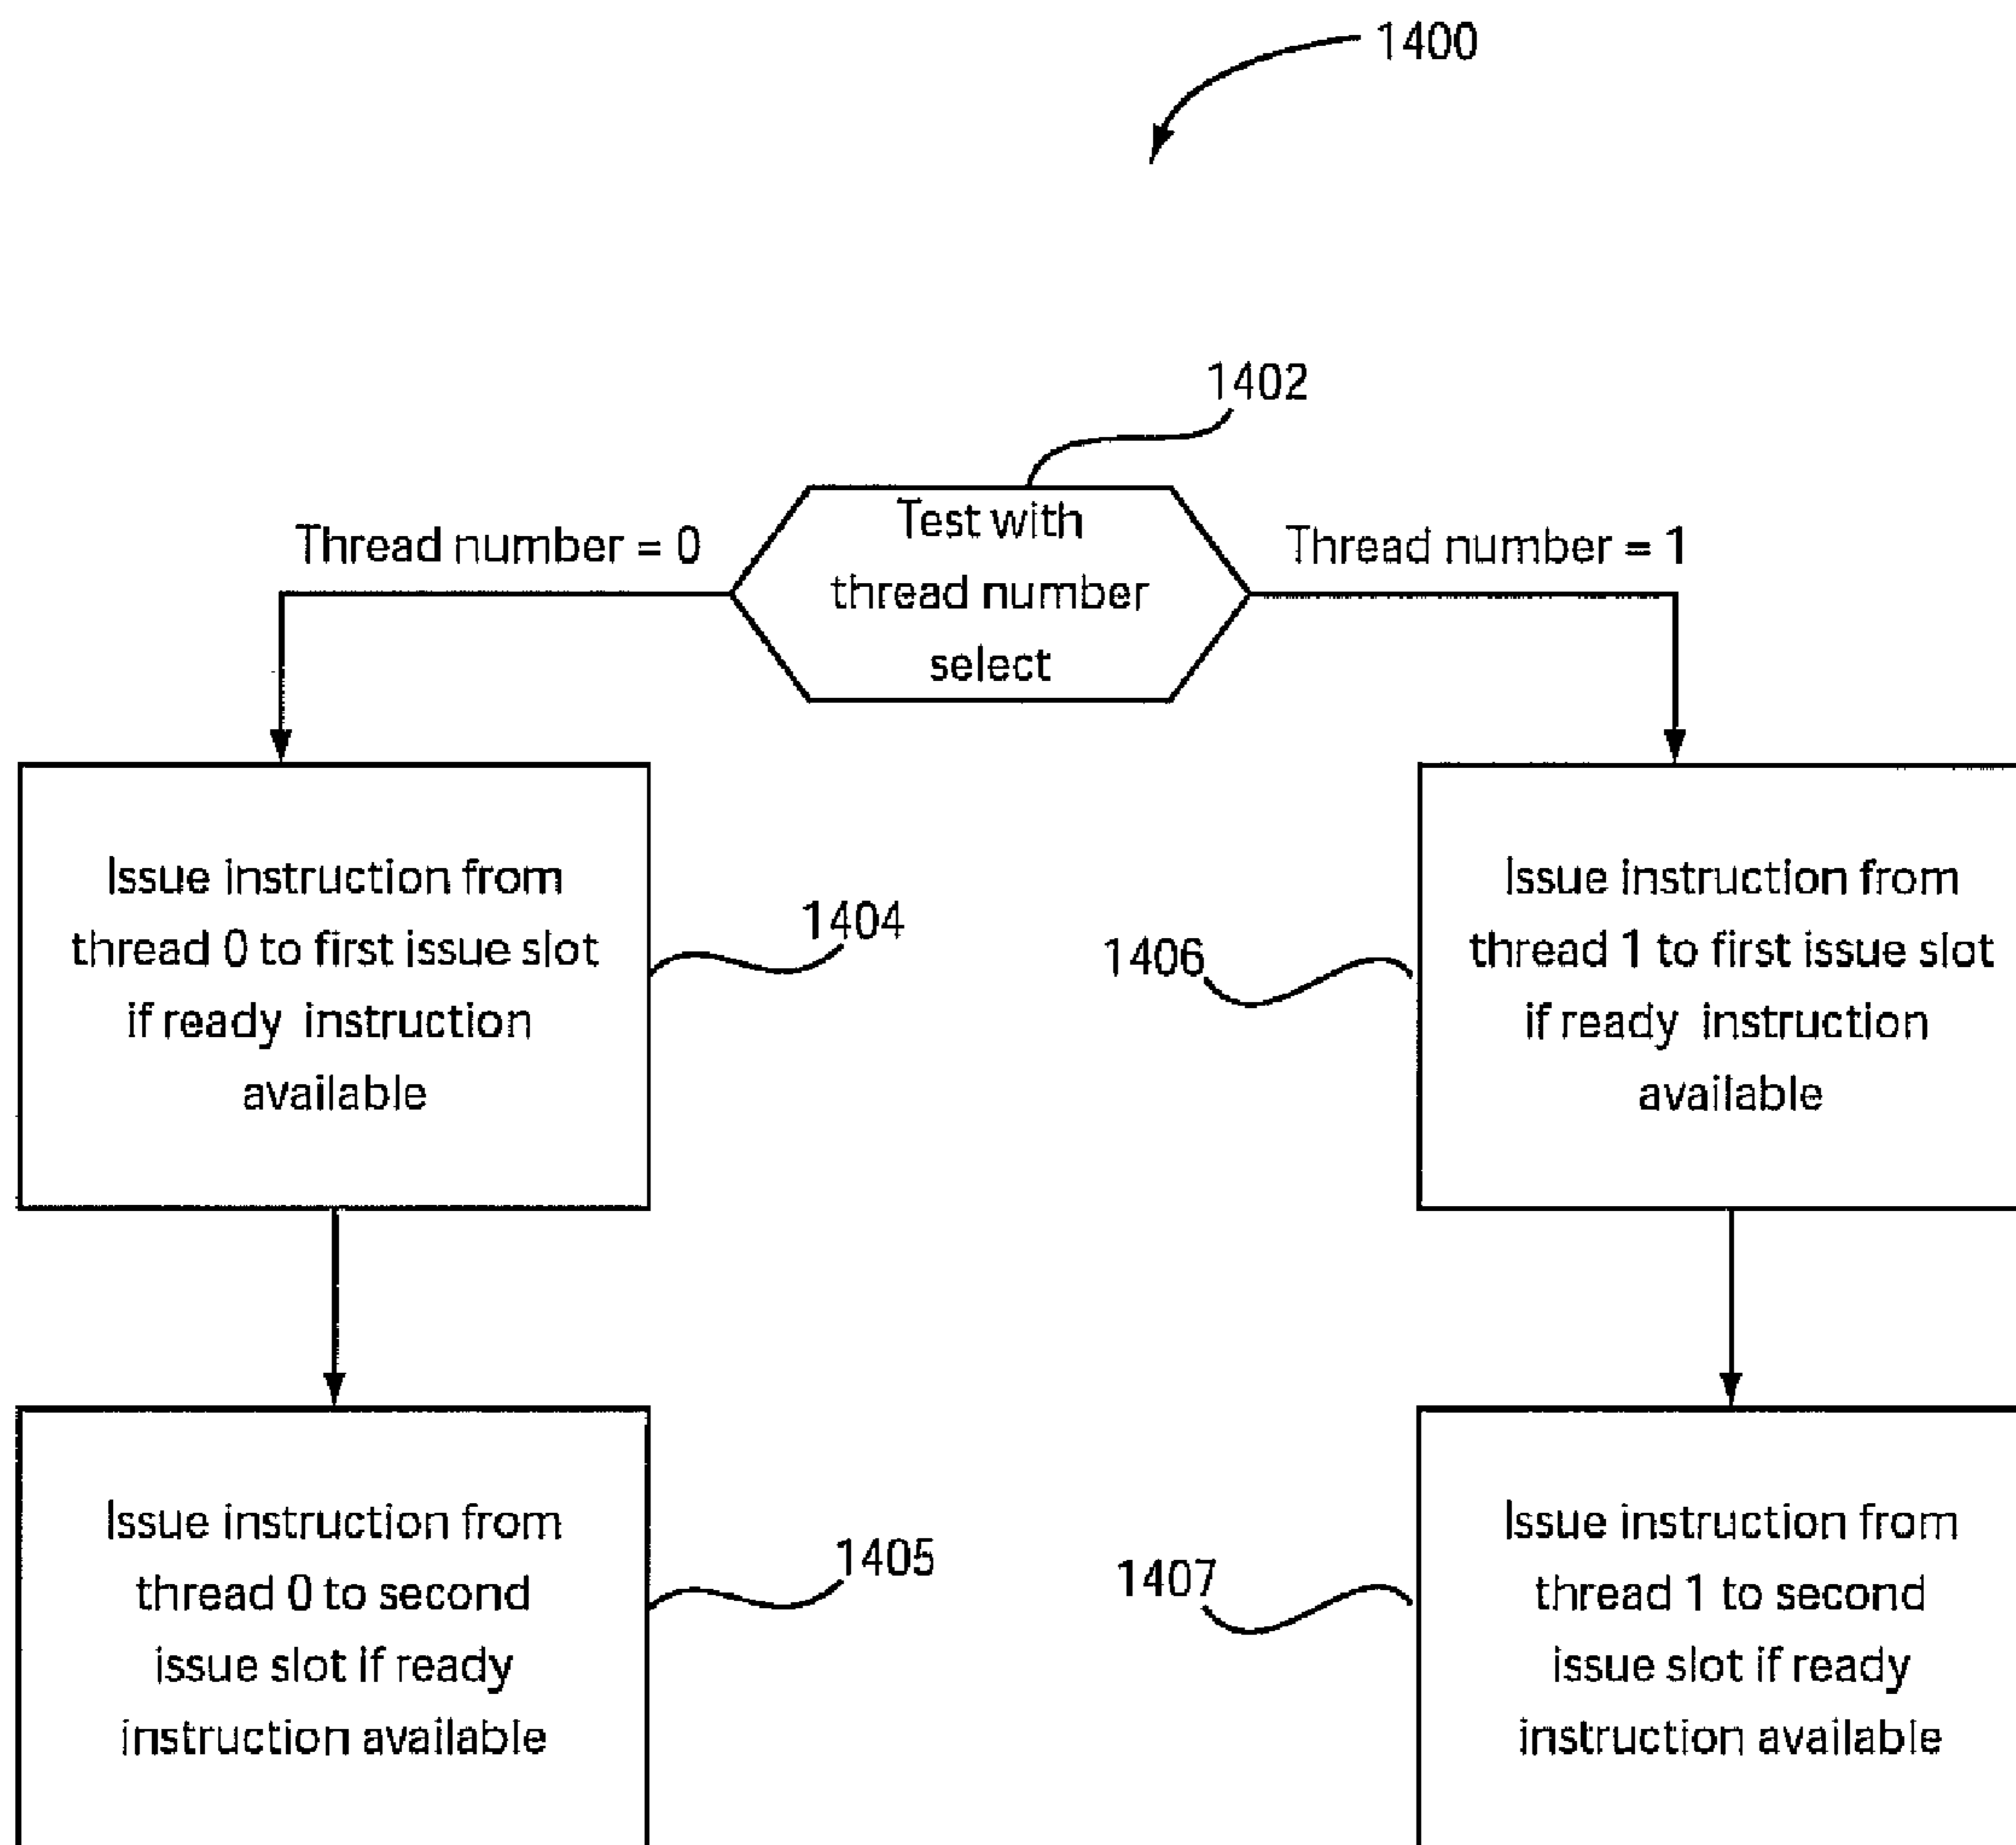 1400
1402
Thread number = 0
Test with
thread number
select
Thread number = 1
Issue instruction from
thread 0 to first issue slot
if ready instruction
available
1404
1406
Issue instruction from
thread 1 to first issue slot
if ready instruction
available
Issue instruction from
thread 0 to second
issue slot if ready
instruction available
1405
1407
Issue instruction from
thread 1 to second
issue slot if ready
instruction available